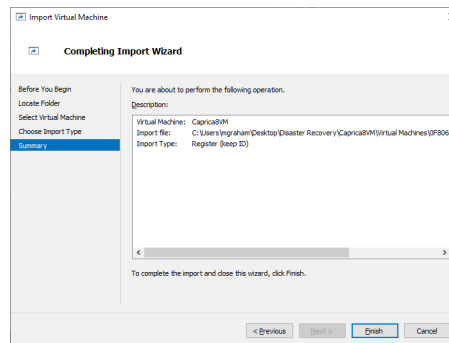 Import Virtual Machine
Completing Import Wizard
Before You Begin
Locate Folder
Select Virtual Machine
Choose Import Type
Summary
You are about to perform the following operation.
Description:
Virtual Machine: Caprica8VM
Import file: C:\Users\mgraham\Desktop\Disaster Recovery\Caprica8VM\Virtual Machines\0F806
Import Type: Register (keep ID)
To complete the import and close this wizard, click Finish.
< Previous Next > Finish Cancel